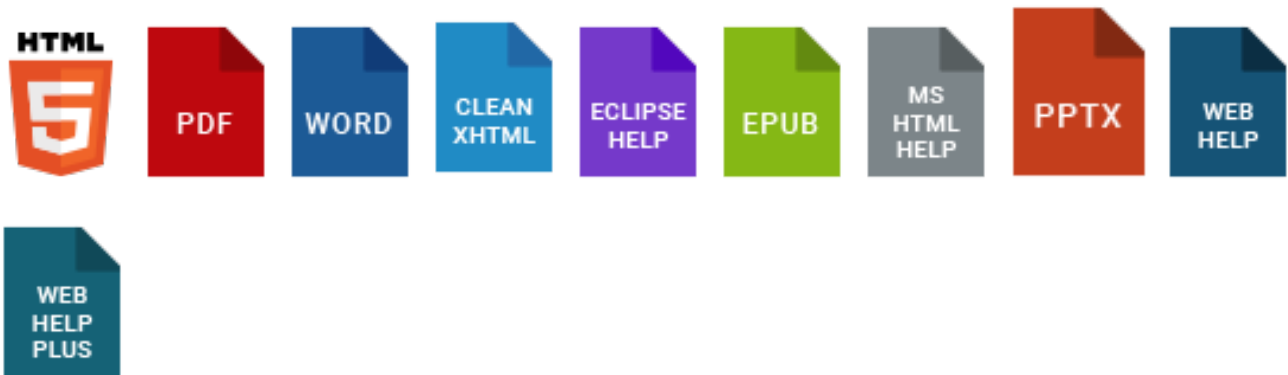 HTML
5
PDF
WORD
CLEAN
XHTML
ECLIPSE
HELP
EPUB
MS
HTML
HELP
PPTX
WEB
HELP
WEB
HELP
PLUS